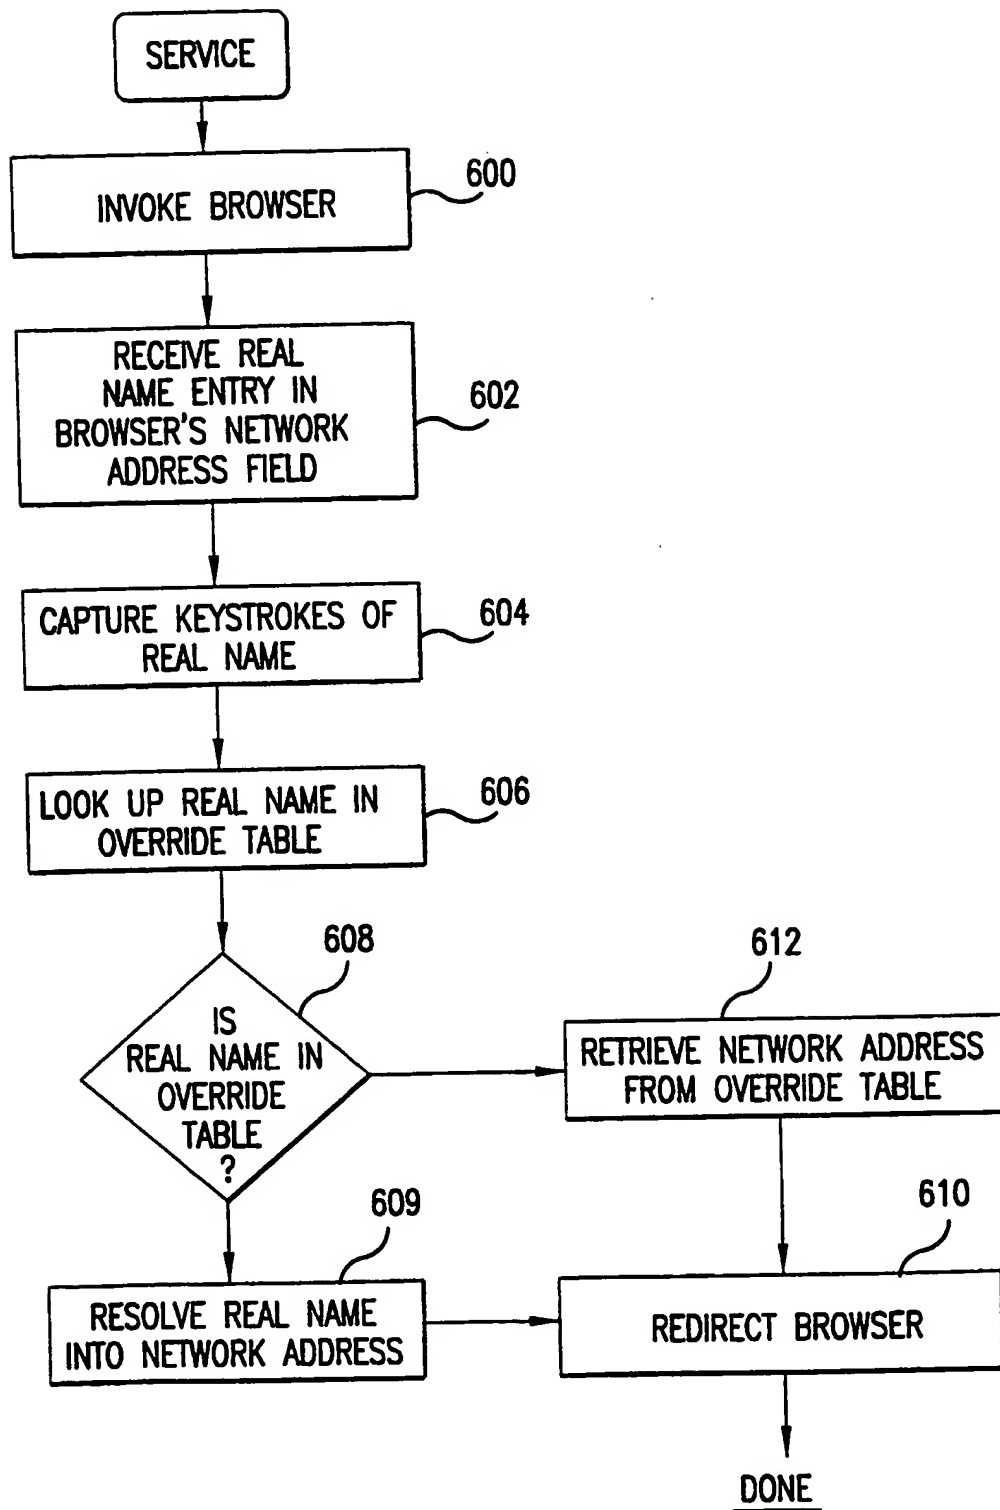 SERVICE
INVOKE BROWSER
600
RECEIVE REAL
NAME ENTRY IN
BROWSER'S NETWORK
ADDRESS FIELD
602
CAPTURE KEYSTROKES OF
REAL NAME
604
LOOK UP REAL NAME IN
OVERRIDE TABLE
606
608
IS
REAL NAME IN
OVERRIDE
TABLE
?
612
RETRIEVE NETWORK ADDRESS
FROM OVERRIDE TABLE
609
RESOLVE REAL NAME
INTO NETWORK ADDRESS
610
REDIRECT BROWSER
DONE